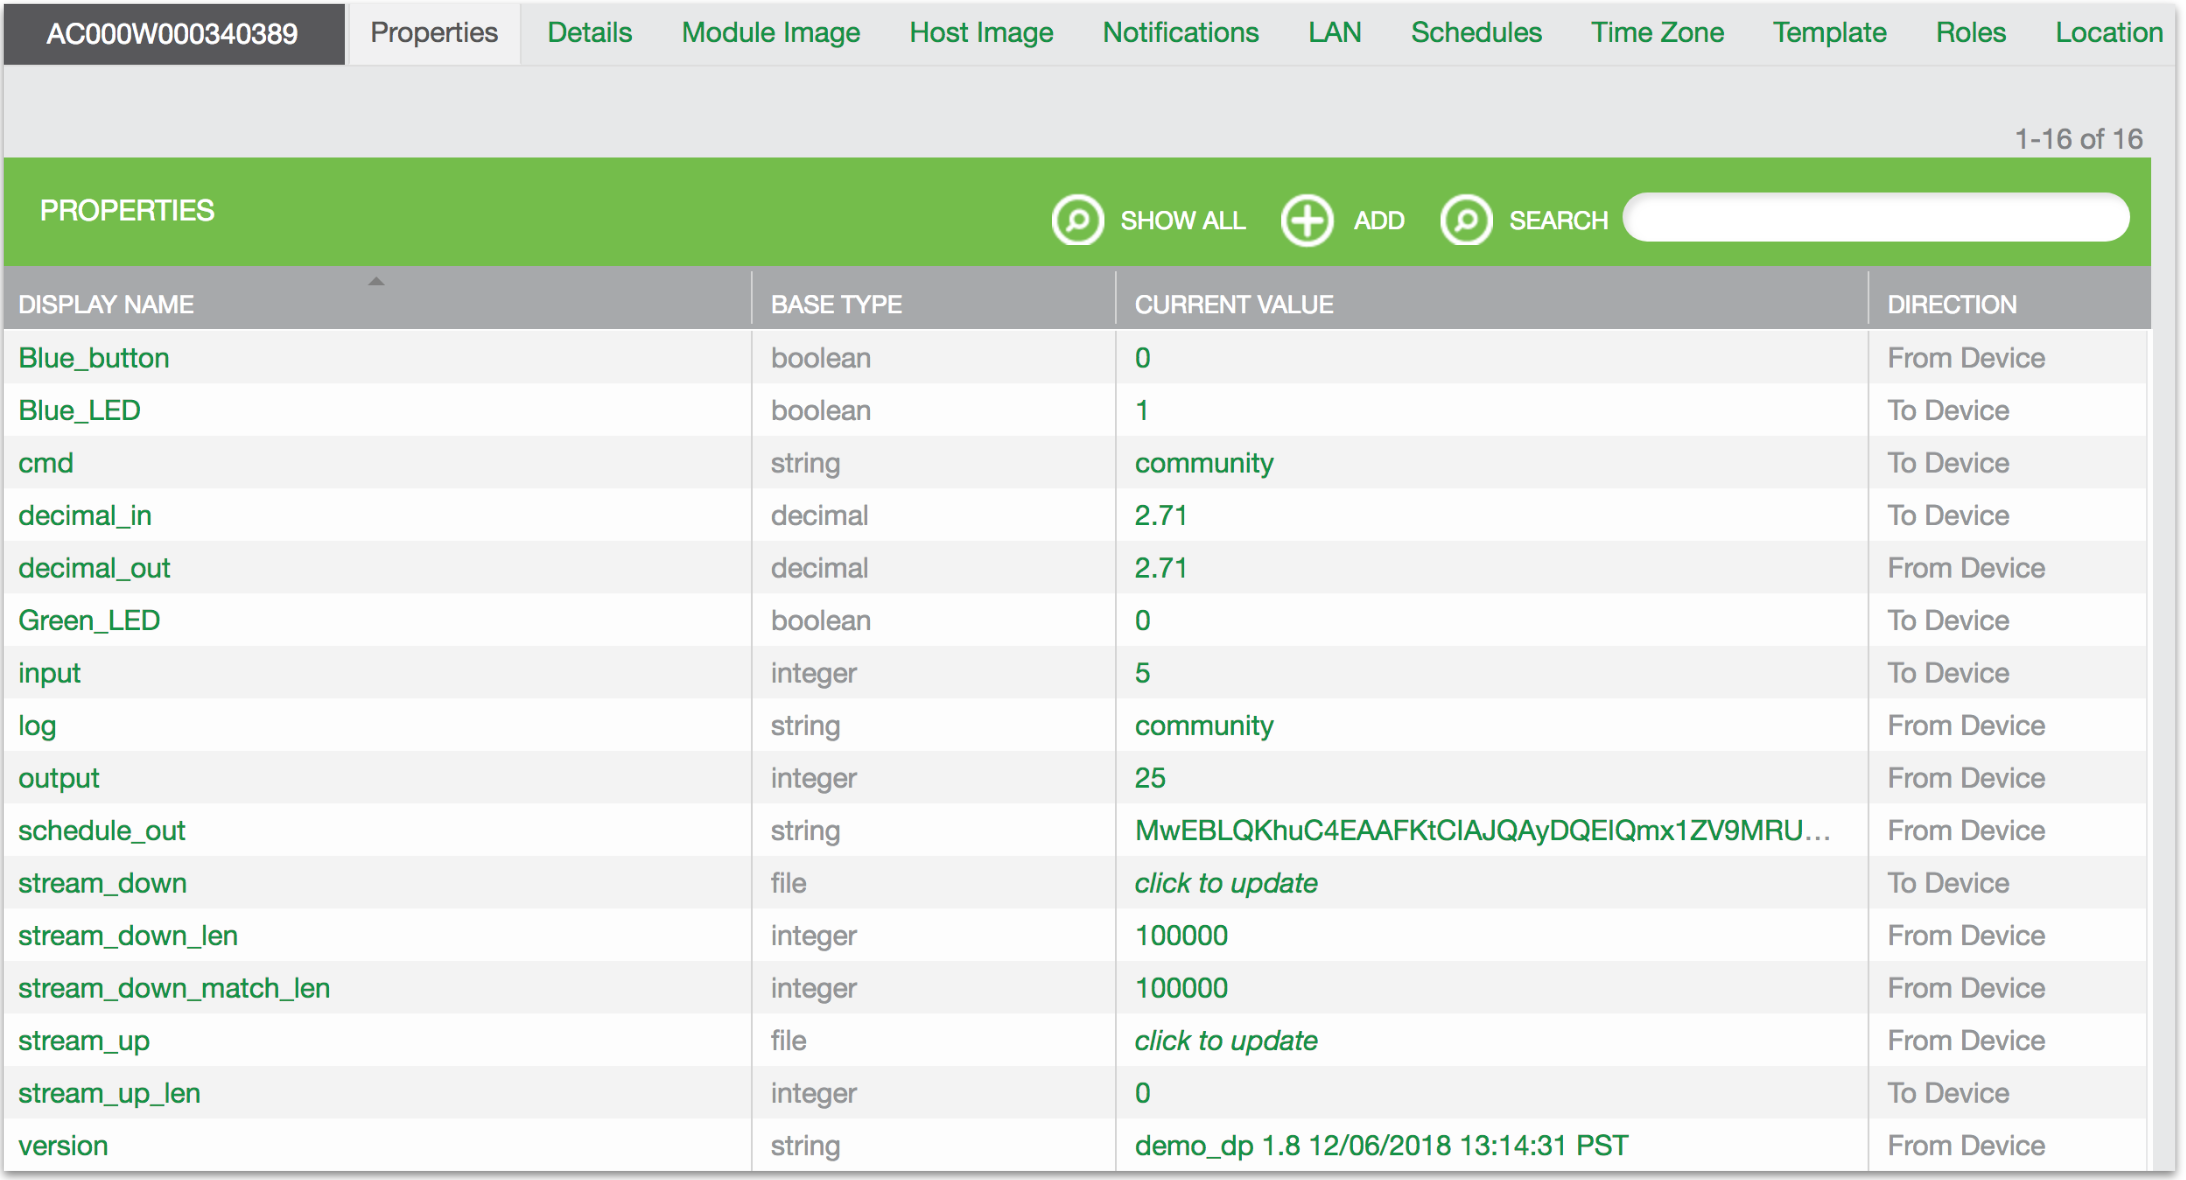 AC000W000340389 Properties Details Module Image Host Image Notifications LAN Schedules Time Zone Template Roles Location
1-16 of 16
PROPERTIES SHOW ALL ADD SEARCH
DISPLAY NAME BASE TYPE CURRENT VALUE DIRECTION
Blue_button boolean 0 From Device
Blue_LED boolean 1 To Device
cmd string community To Device
decimal_in decimal 2.71 To Device
decimal_out decimal 2.71 From Device
Green_LED boolean 0 To Device
input integer 5 To Device
log string community From Device
output integer 25 From Device
schedule_out string MwEBLQKhuC4EAAFKtCIAJQAyDQEIQmx1ZV9MRU... From Device
stream_down file click to update To Device
stream_down_len integer 100000 From Device
stream_down_match_len integer 100000 From Device
stream_up file click to update From Device
stream_up_len integer 0 To Device
version string demo_dp 1.8 12/06/2018 13:14:31 PST From Device